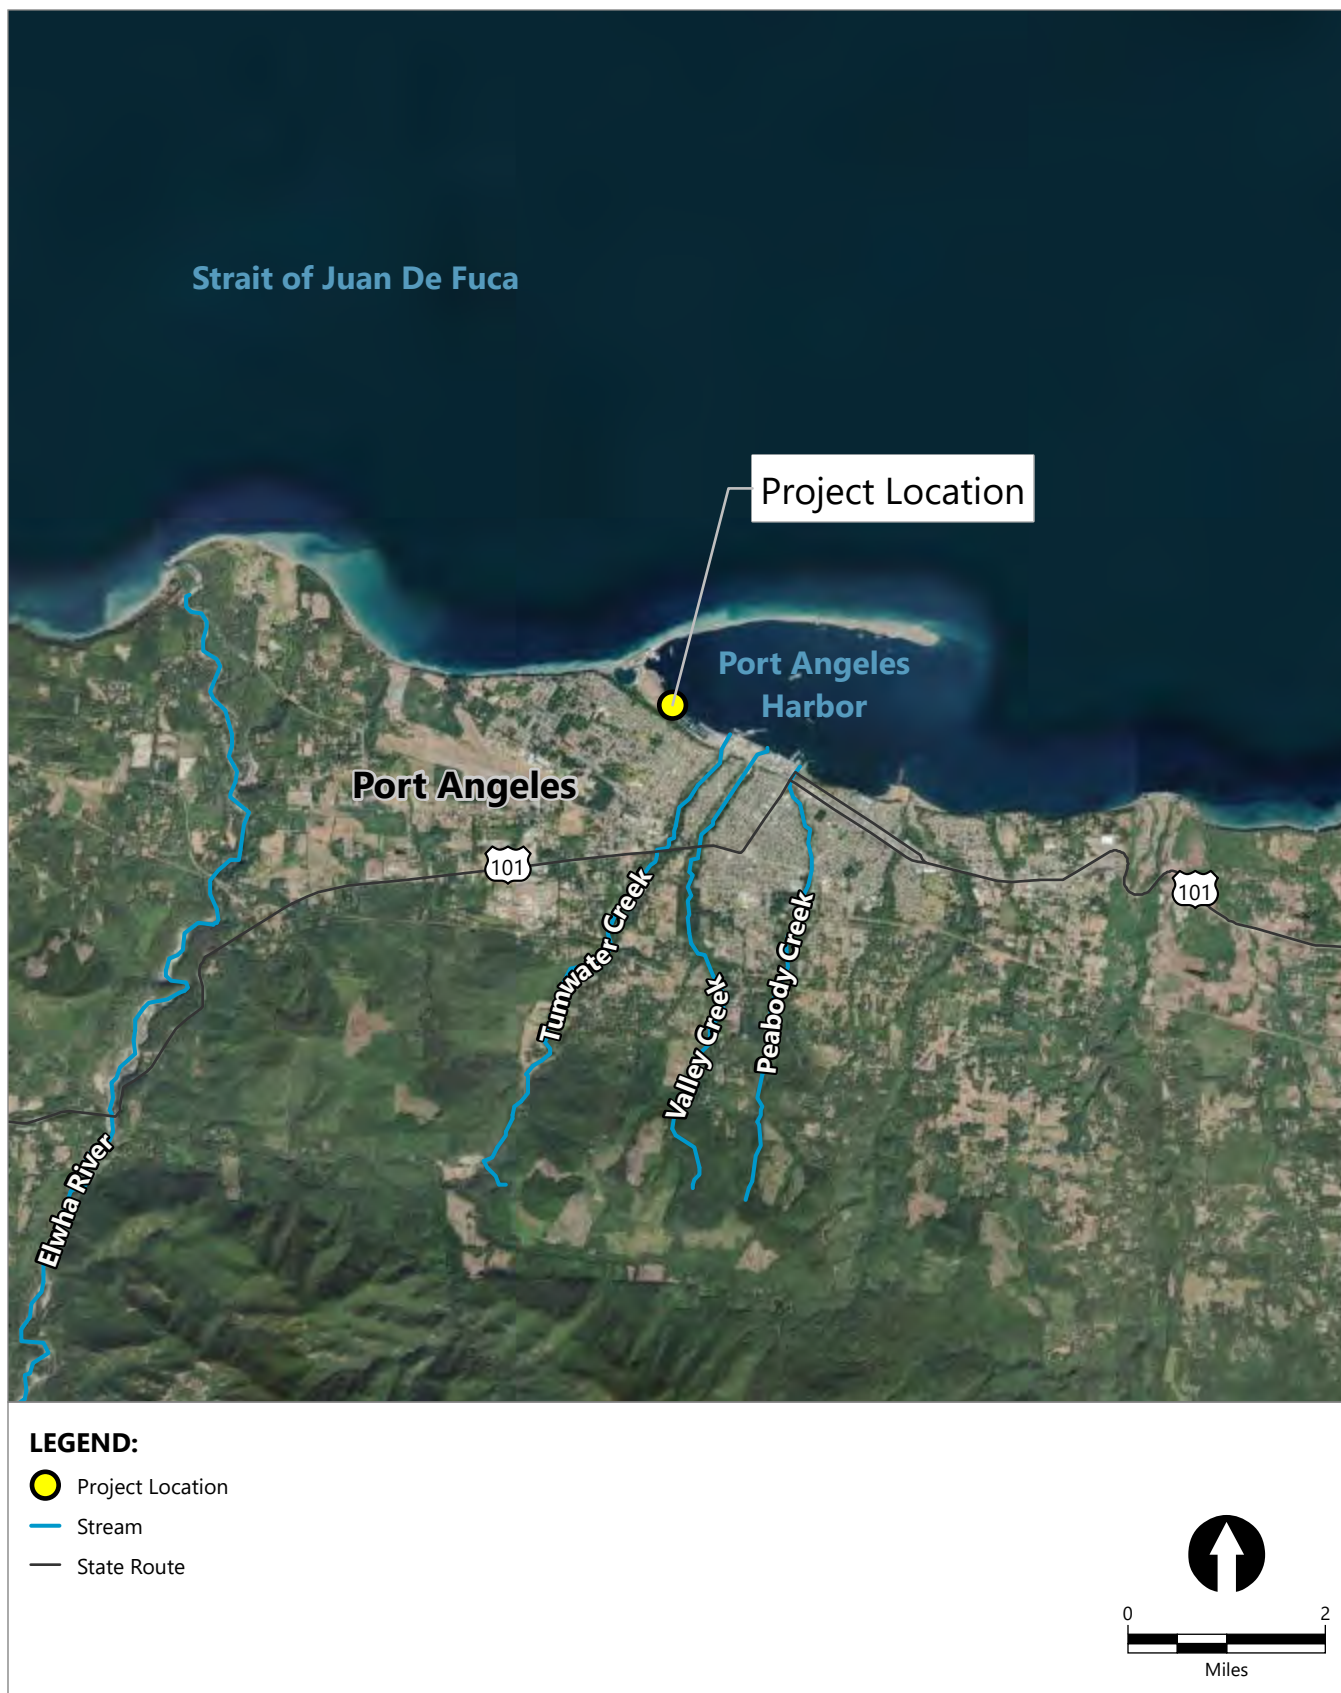 Strait of Juan De Fuca
Project Location
Port Angeles
Harbor
Port Angeles
101
101
Tumwater Creek
Valley Creek
Peabody Creek
Elwha River
LEGEND:
Project Location
Stream
State Route
0 2
Miles